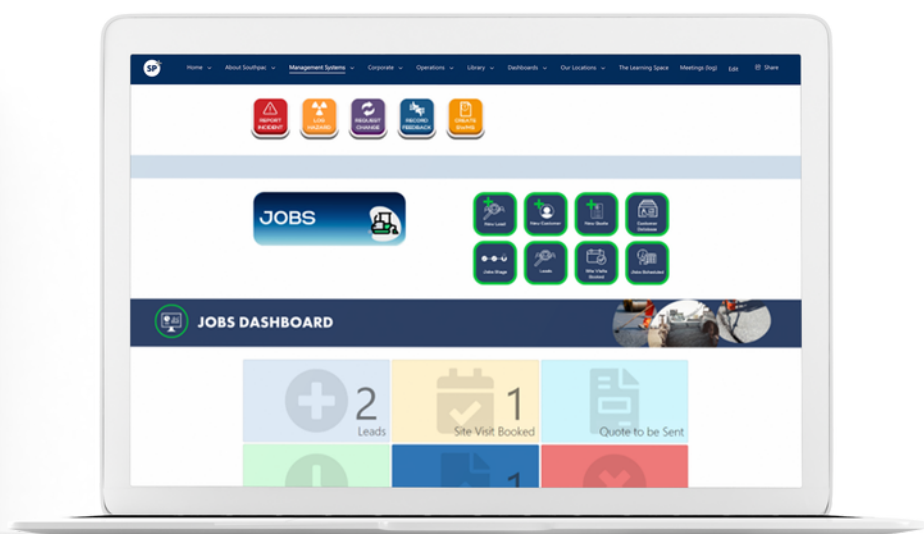 SP
Home About Southpac Management Systems Corporate Operations Library Dashboards Our Locations The Learning Space Meetings (log) Edit Share
REPORT INCIDENT
LOG HAZARD
REQUEST CHANGE
RECORD FEEDBACK
CREATE SWMS
JOBS
New Lead
New Customer
New Quote
Customer Database
Jobs Stage
Leads
Site Visits Booked
Jobs Scheduled
JOBS DASHBOARD
2
Leads
1
Site Visit Booked
Quote to be Sent
1